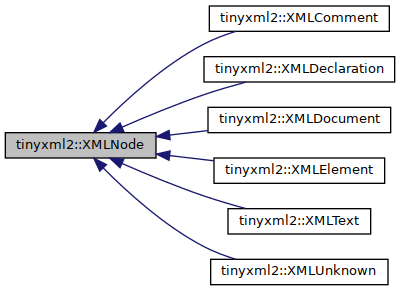 tinyxml2::XMLComment
tinyxml2::XMLDeclaration
tinyxml2::XMLDocument
tinyxml2::XMLNode
tinyxml2::XMLElement
tinyxml2::XMLText
tinyxml2::XMLUnknown